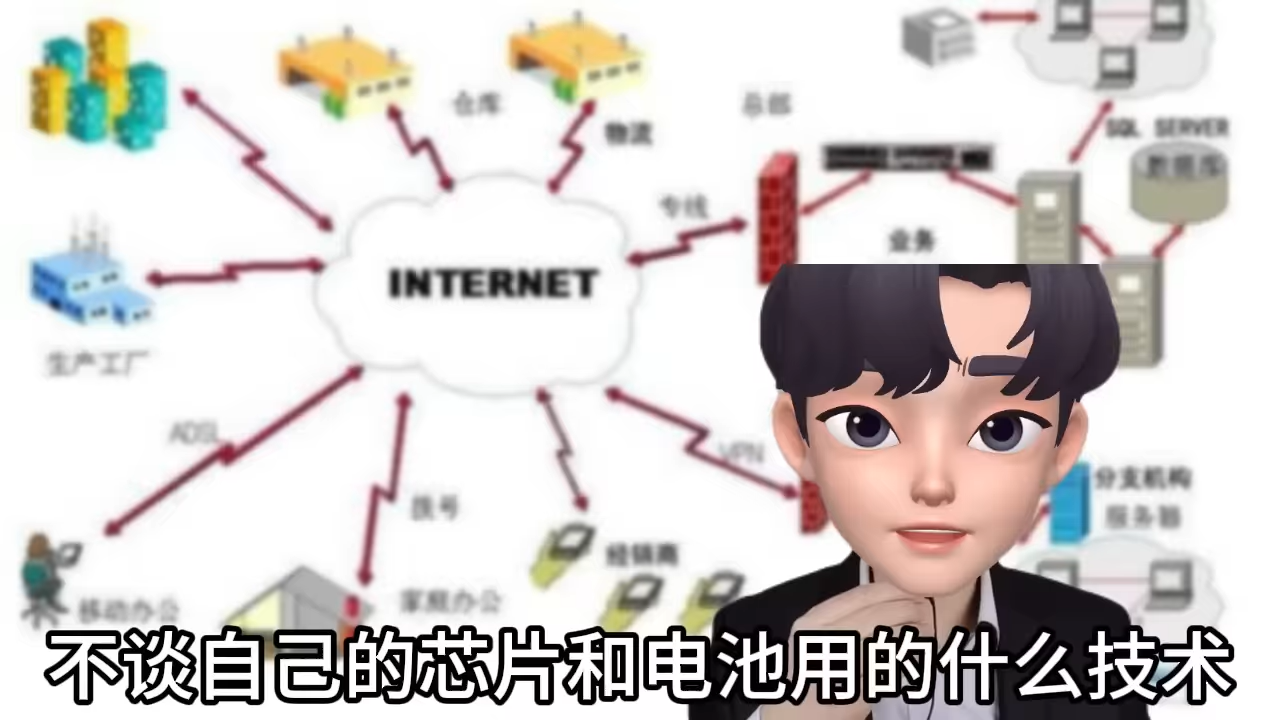 仓库
总部
SQL SERVER
物流
数据库
专线
业务
INTERNET
生产工厂
ADSL
VPN
分支机构
拨号
服务器
经销商
移动办公
家庭办公
不谈自己的芯片和电池用的什么技术